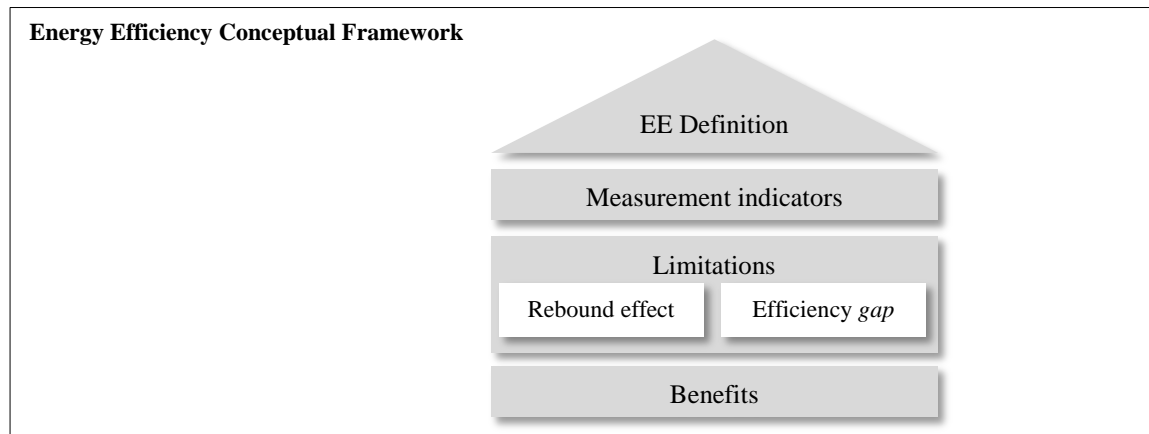 Energy Efficiency Conceptual Framework
EE Definition
Measurement indicators
Limitations
Rebound effect
Efficiency gap
Benefits